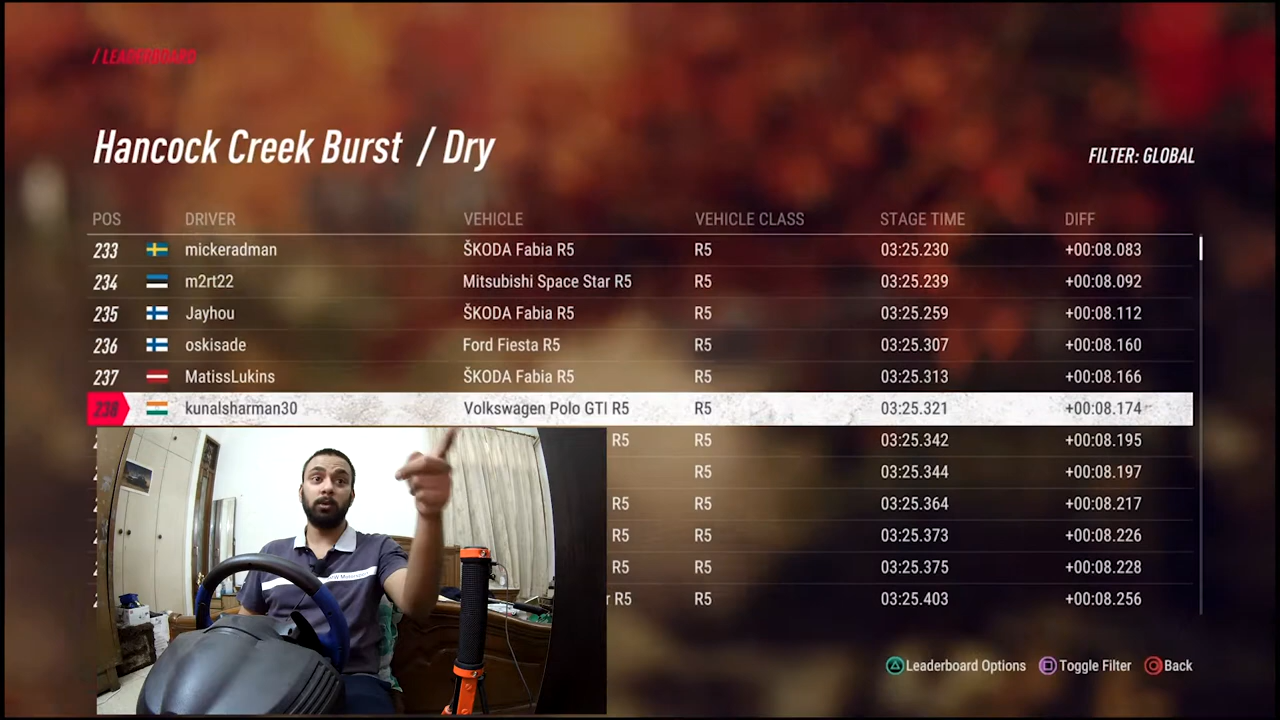 / LEADERBOARD
Hancock Creek Burst / Dry
FILTER: GLOBAL
POS DRIVER VEHICLE VEHICLE CLASS STAGE TIME DIFF
233 mickeradman ŠKODA Fabia R5 R5 03:25.230 +00:08.083
234 m2rt22 Mitsubishi Space Star R5 R5 03:25.239 +00:08.092
235 Jayhou ŠKODA Fabia R5 R5 03:25.259 +00:08.112
236 oskisade Ford Fiesta R5 R5 03:25.307 +00:08.160
237 MatissLukins ŠKODA Fabia R5 R5 03:25.313 +00:08.166
238 kunalsharman30 Volkswagen Polo GTI R5 R5 03:25.321 +00:08.174
R5 R5 03:25.342 +00:08.195
R5 03:25.344 +00:08.197
R5 R5 03:25.364 +00:08.217
R5 R5 03:25.373 +00:08.226
R5 R5 03:25.375 +00:08.228
R5 R5 03:25.403 +00:08.256
Leaderboard Options Toggle Filter Back